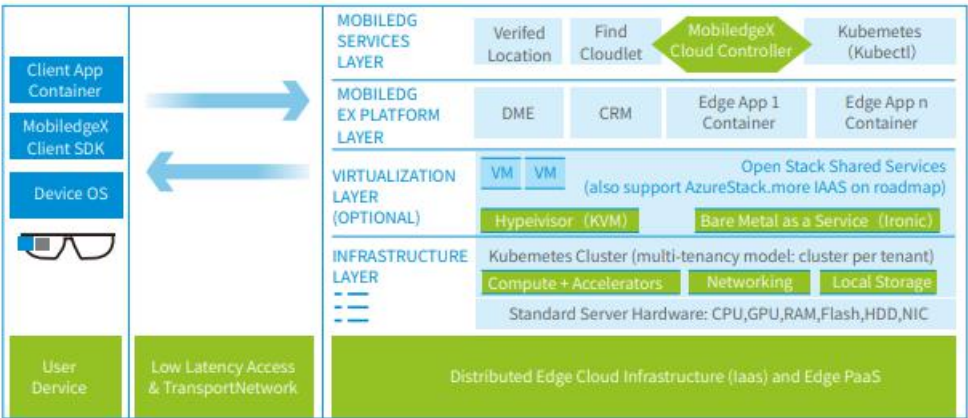 Client App
Container
MobiledgeX
Client SDK
Device OS
User
Dervice
Low Latency Access
& TransportNetwork
MOBILEDG
SERVICES
LAYER
Verifed
Location
Find
Cloudlet
MobiledgeX
Cloud Controller
Kubemetes
(Kubectl)
MOBILEDG
EX PLATFORM
LAYER
DME
CRM
Edge App 1
Container
Edge App n
Container
VIRTUALIZATION
LAYER
(OPTIONAL)
VM
VM
Open Stack Shared Services
(also support AzureStack.more IAAS on roadmap)
Hypeivisor（KVM）
Bare Metal as a Service（Ironic）
INFRASTRUCTURE
LAYER
Kubernetes Cluster (multi-tenancy model: cluster per tenant)
Compute + Accelerators
Networking
Local Storage
Standard Server Hardware: CPU,GPU,RAM,Flash,HDD,NIC
Distributed Edge Cloud Infrastructure (Iaas) and Edge PaaS